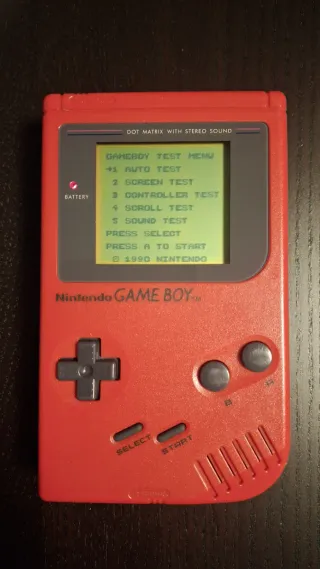 DOT MATRIX WITH STEREO SOUND
GAMEBOY TEST MENU
→1 AUTO TEST
2 SCREEN TEST
3 CONTROLLER TEST
4 SCROLL TEST
5 SOUND TEST
PRESS SELECT
PRESS A TO START
© 1990 NINTENDO
BATTERY
Nintendo GAME BOY TM
B
A
SELECT
START